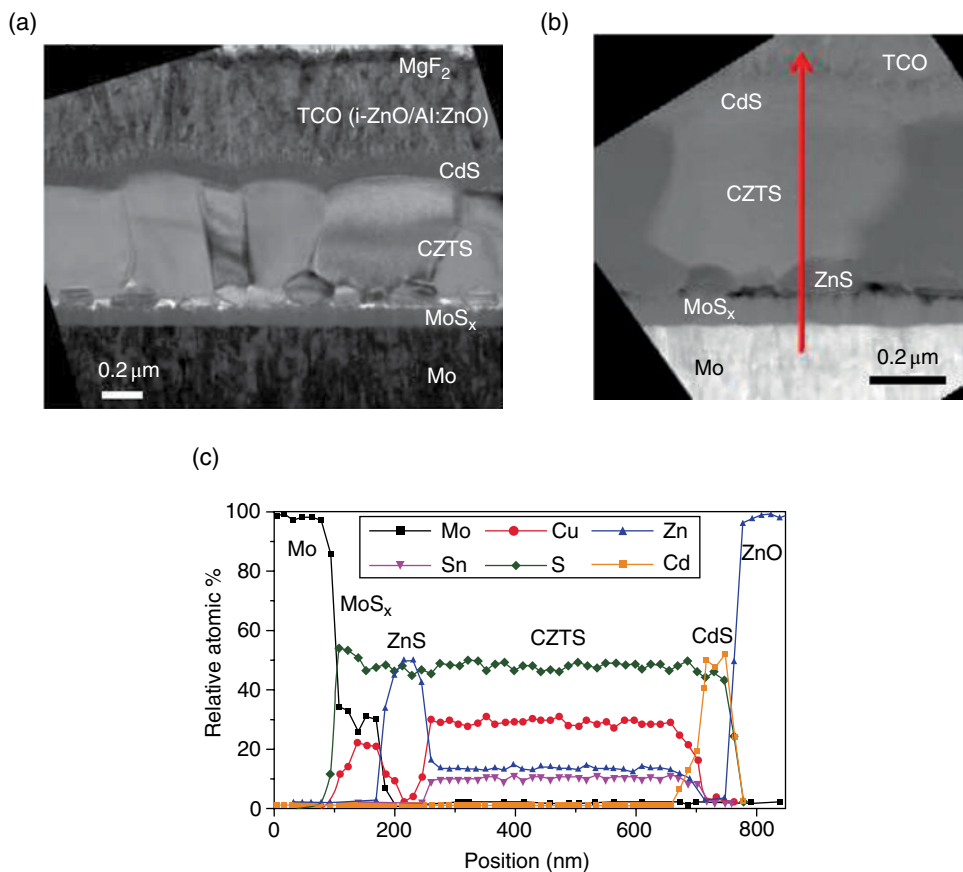 (a)
MgF₂
TCO (i-ZnO/Al:ZnO)
CdS
CZTS
MoSₓ
0.2 μm
Mo
(b)
TCO
CdS
CZTS
ZnS
MoSₓ
Mo
0.2 μm
(c)
Relative atomic %
100
80
60
40
20
0
Mo Cu Zn
Sn S Cd
Mo
MoSₓ
ZnS
CZTS
CdS
ZnO
0 200 400 600 800
Position (nm)